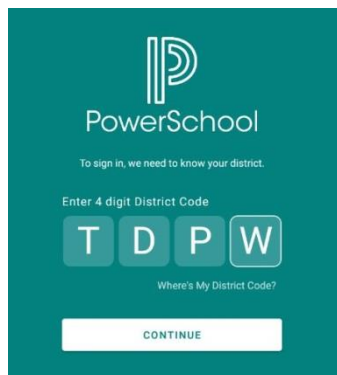 PowerSchool
To sign in, we need to know your district.
Enter 4 digit District Code
T D P W
Where's My District Code?
CONTINUE